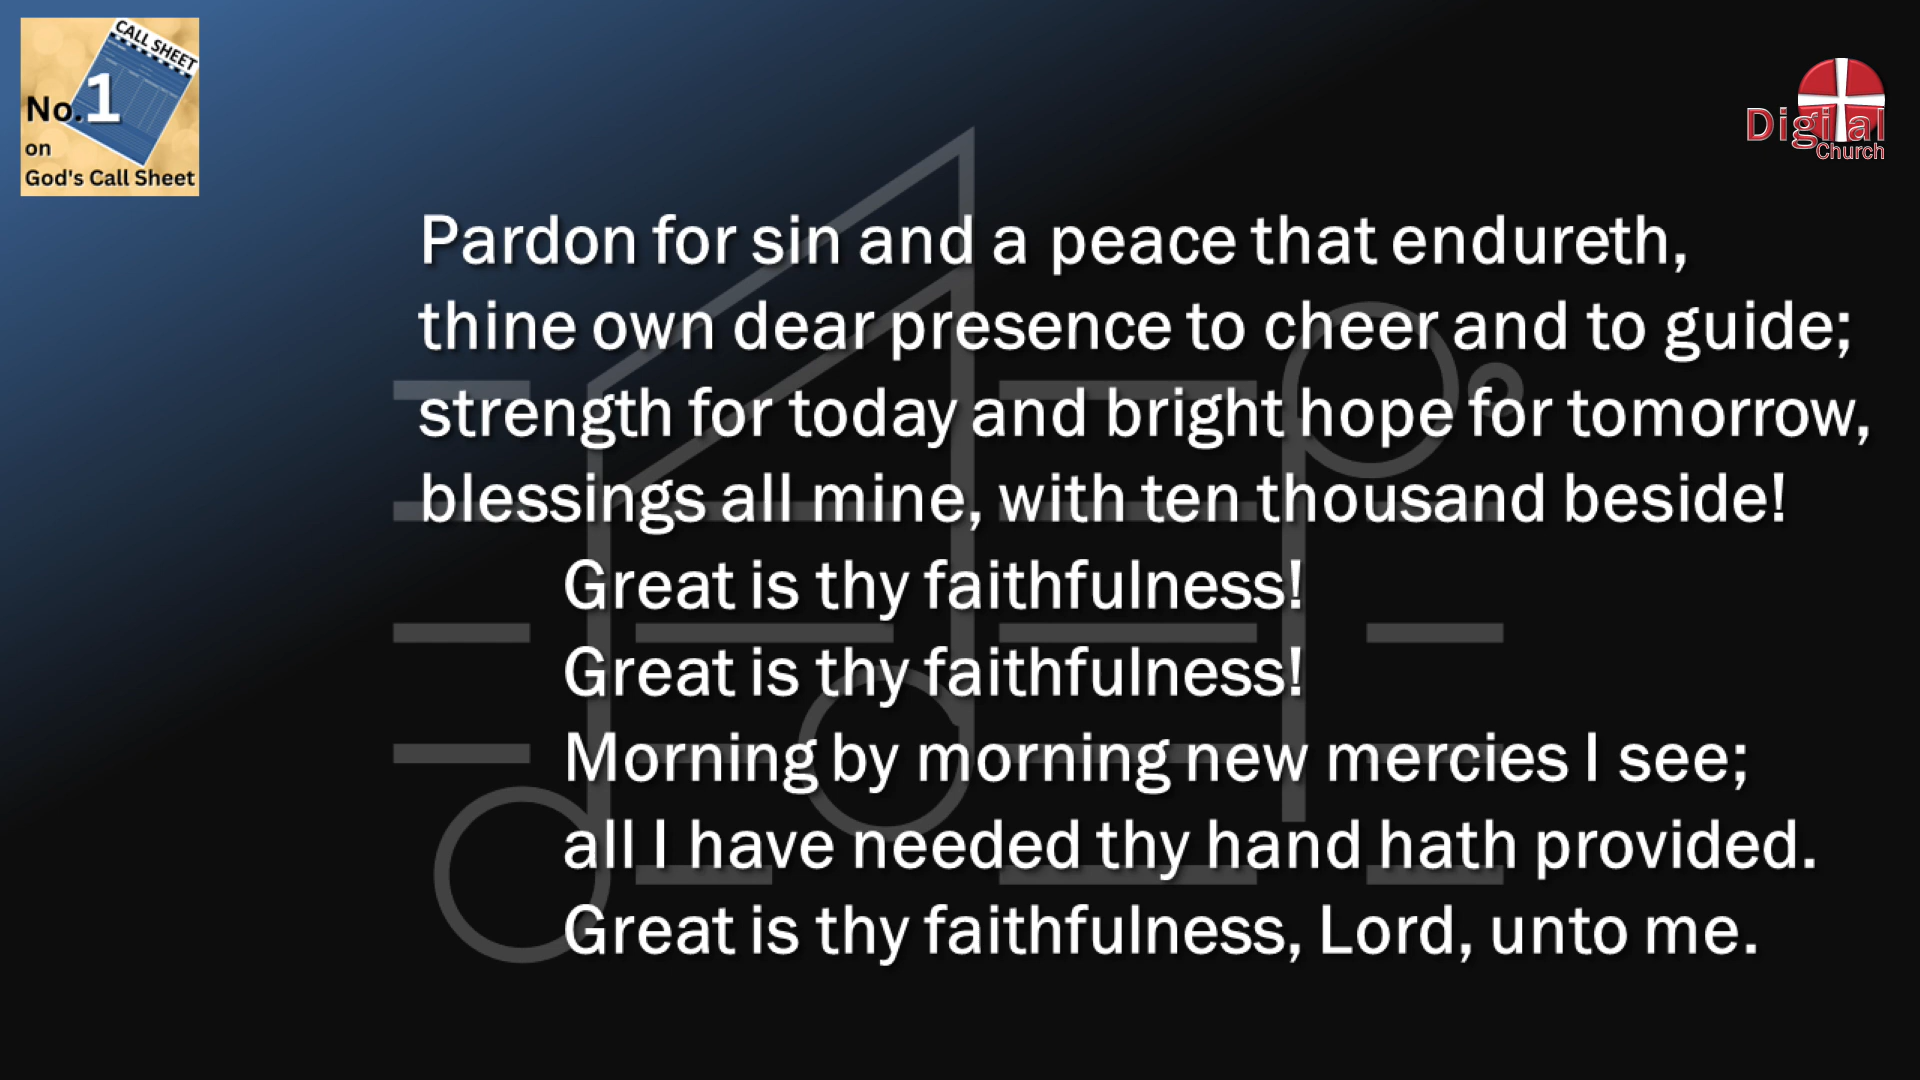 CALL SHEET
No.1
on
God's Call Sheet
Digital
Church
Pardon for sin and a peace that endureth,
thine own dear presence to cheer and to guide;
strength for today and bright hope for tomorrow,
blessings all mine, with ten thousand beside!
Great is thy faithfulness!
Great is thy faithfulness!
Morning by morning new mercies I see;
all I have needed thy hand hath provided.
Great is thy faithfulness, Lord, unto me.